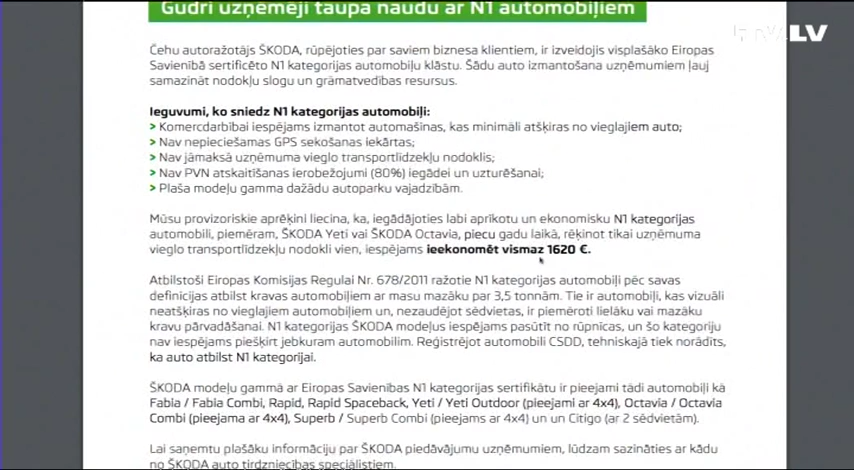 Gudri uzņēmēji taupa naudu ar N1 automobiļiem
LV
Čehu autoražotājs ŠKODA, rūpējoties par saviem biznesa klientiem, ir izveidojis visplašāko Eiropas
Savienībā sertificēto N1 kategorijas automobiļu klāstu. Šādu auto izmantošana uzņēmumiem ļauj
samazināt nodokļu slogu un grāmatvedības resursus.
Ieguvumi, ko sniedz N1 kategorijas automobiļi:
> Komercdarbībai iespējams izmantot automašīnas, kas minimāli atšķiras no vieglajiem auto;
> Nav nepieciešamas GPS sekošanas iekārtas;
> Nav jāmaksā uzņēmuma vieglo transportlīdzekļu nodoklis;
> Nav PVN atskaitīšanas ierobežojumi (80%) iegādei un uzturēšanai;
> Plaša modeļu gamma dažādu autoparku vajadzībām.
Mūsu provizoriskie aprēķini liecina, ka, iegādājoties labi aprīkotu un ekonomisku N1 kategorijas
automobili, piemēram, ŠKODA Yeti vai ŠKODA Octavia, piecu gadu laikā, rēķinot tikai uzņēmuma
vieglo transportlīdzekļu nodokli vien, iespējams ieekonomēt vismaz 1620 €.
Atbilstoši Eiropas Komisijas Regulai Nr. 678/2011 ražotie N1 kategorijas automobiļi pēc savas
definīcijas atbilst kravas automobiļiem ar masu mazāku par 3,5 tonnām. Tie ir automobiļi, kas vizuāli
neatšķiras no vieglajiem automobiļiem un, nezaudējot sēdvietas, ir piemēroti lielāku vai mazāku
kravu pārvadāšanai. N1 kategorijas ŠKODA modeļus iespējams pasūtīt no rūpnīcas, un šo kategoriju
nav iespējams piešķirt jebkuram automobilim. Reģistrējot automobili CSDD, tehniskajā tiek norādīts,
ka auto atbilst N1 kategorijai.
ŠKODA modeļu gammā ar Eiropas Savienības N1 kategorijas sertifikātu ir pieejami tādi automobiļi kā
Fabia / Fabia Combi, Rapid, Rapid Spaceback, Yeti / Yeti Outdoor (pieejami ar 4x4), Octavia / Octavia
Combi (pieejama ar 4x4), Superb / Superb Combi (pieejams ar 4x4) un un Citigo (ar 2 sēdvietām).
Lai saņemtu plašāku informāciju par ŠKODA piedāvājumu uzņēmumiem, lūdzam sazināties ar kādu
no ŠKODA auto tirdzniecības speciālistiem.